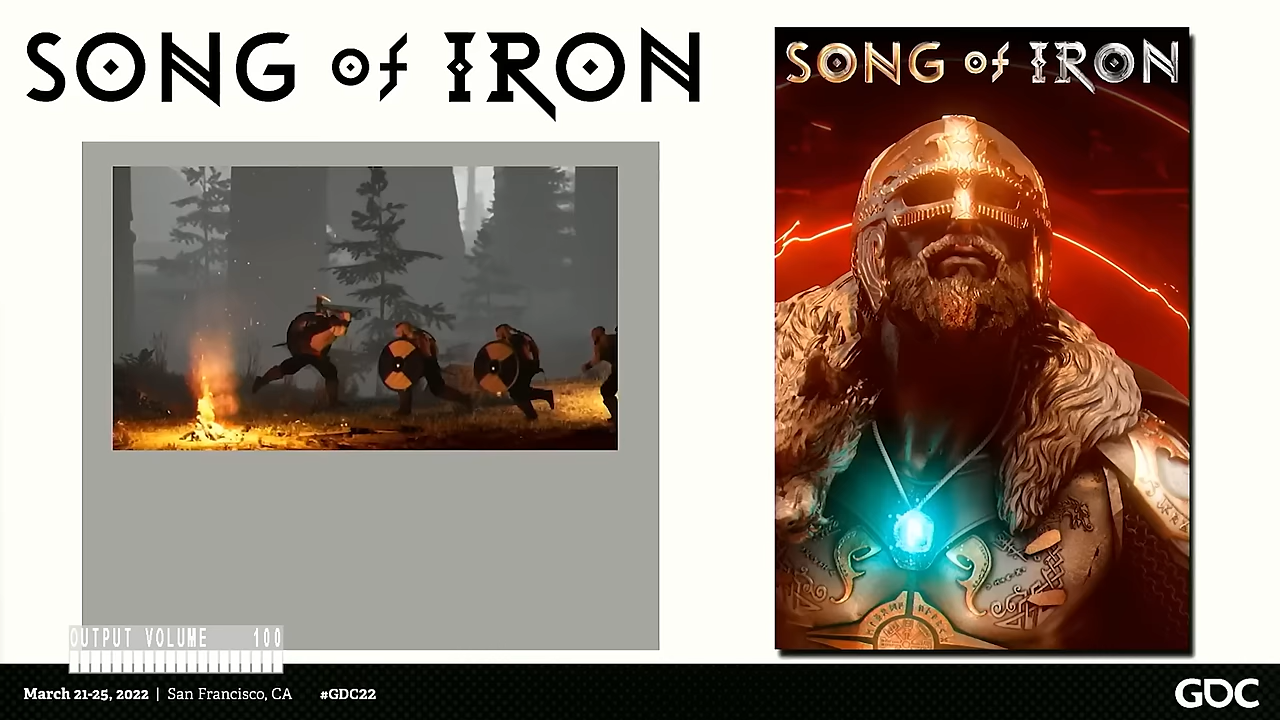 SONG of IRON
SONG of IRON
OUTPUT VOLUME 100
March 21-25, 2022 | San Francisco, CA #GDC22
GDC